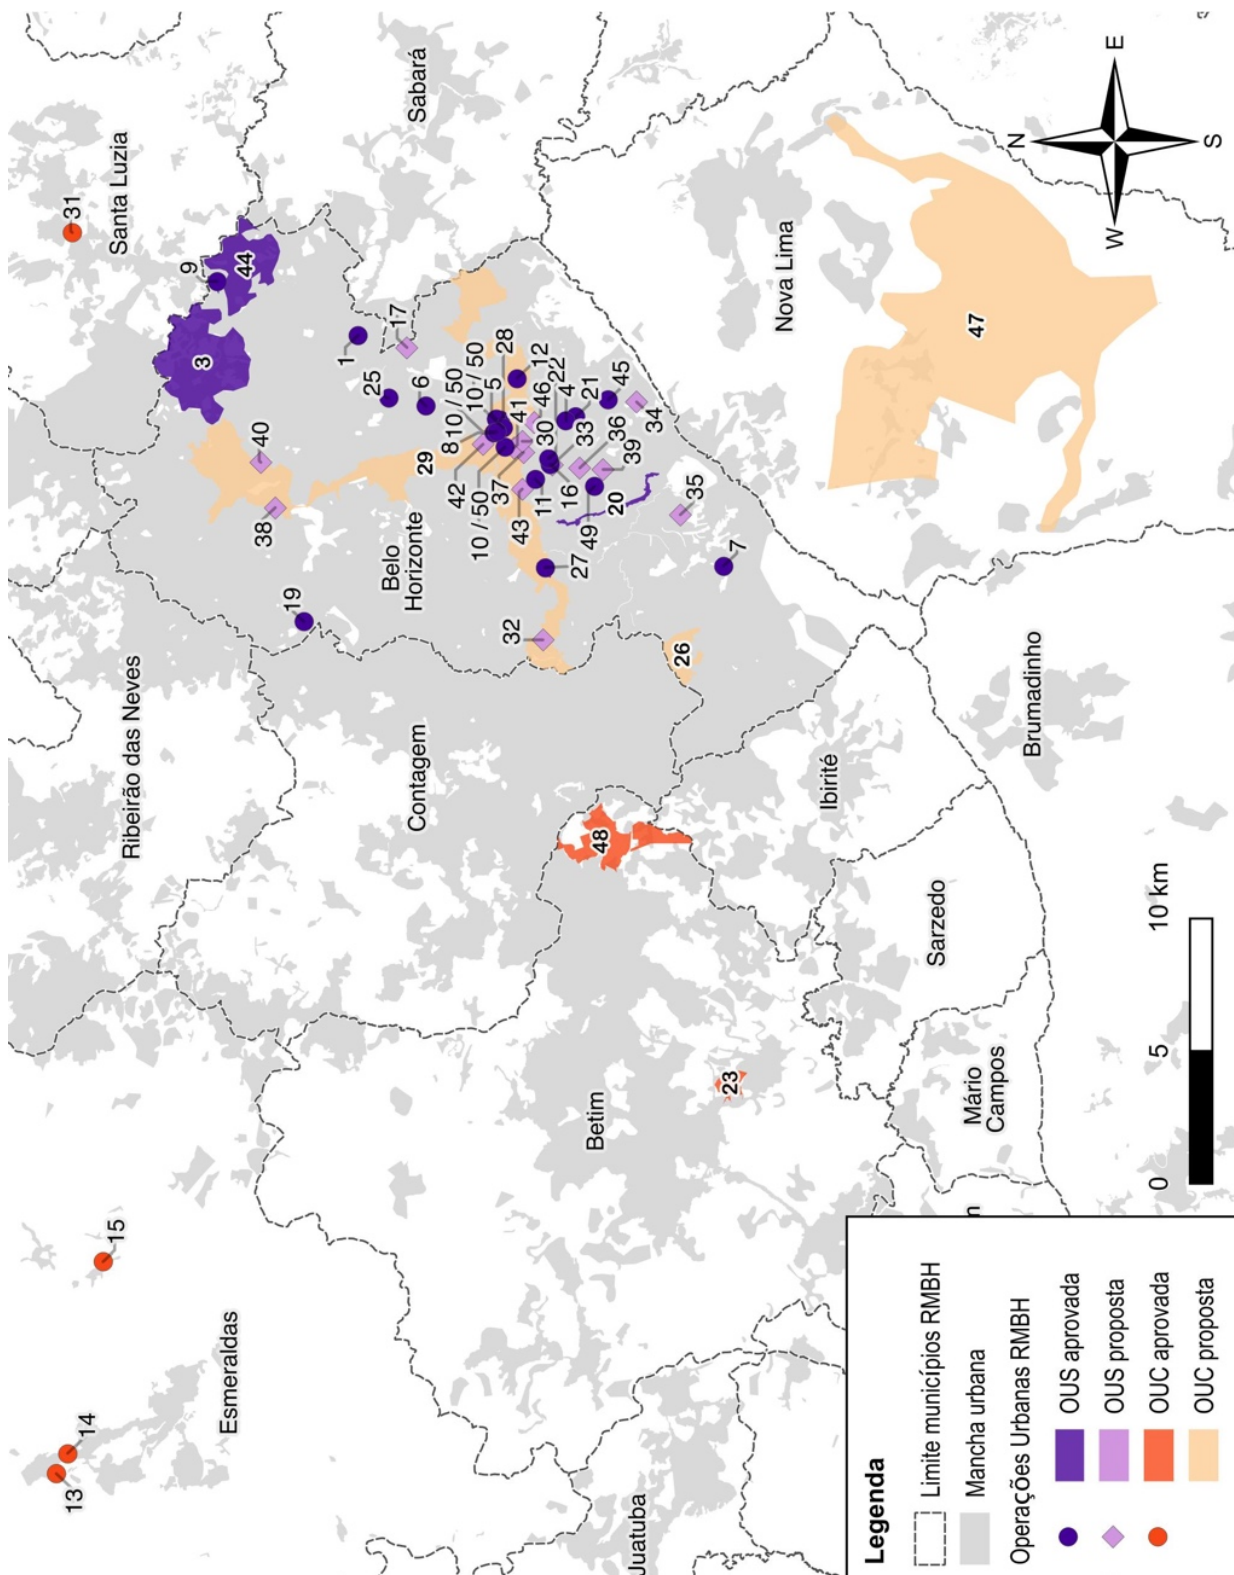 13
14
31
15
Santa Luzia
Ribeirão das Neves
9
3
Esmeraldas
44
40
38
19
1
25
17
Belo
Horizonte
Sabará
Contagem
6
29
8
10 / 50
42
10 / 50
10 / 50
5
37
28
32
41
43
12
46
30
11
22
16
4
27
33
21
49
Betim
48
36
20
45
39
Juatuba
34
26
35
23
7
Nova Lima
Ibirité
Sarzedo
47
Mário
Campos
n
Brumadinho
N
W
E
S
0
5
10 km
Legenda
Limite municípios RMBH
Mancha urbana
Operações Urbanas RMBH
OUS aprovada
OUS proposta
OUC aprovada
OUC proposta